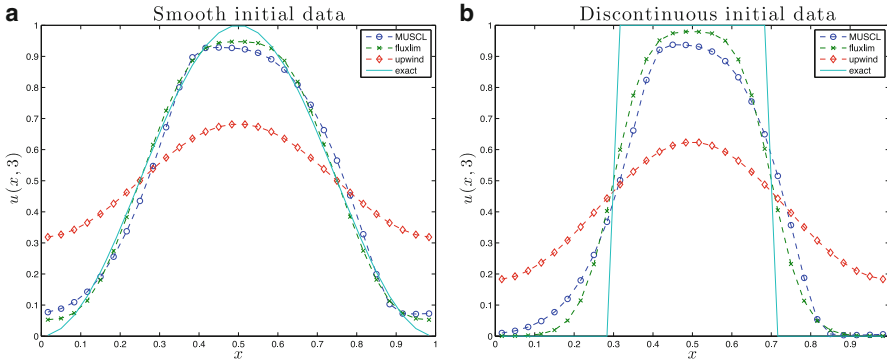 a
Smooth initial data
u(x, 3)
1
0.9
0.8
0.7
0.6
0.5
0.4
0.3
0.2
0.1
0
0 0.1 0.2 0.3 0.4 0.5 0.6 0.7 0.8 0.9 1
x
MUSCL
fluxlim
upwind
exact
b
Discontinuous initial data
u(x, 3)
1
0.9
0.8
0.7
0.6
0.5
0.4
0.3
0.2
0.1
0
0 0.1 0.2 0.3 0.4 0.5 0.6 0.7 0.8 0.9 1
x
MUSCL
fluxlim
upwind
exact